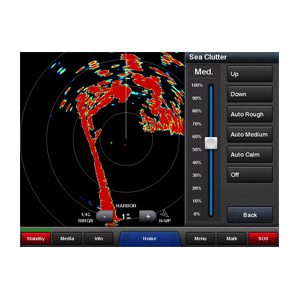 Sea Clutter
Med.
Up
Down
Auto Rough
Auto Medium
Auto Calm
Off
Back
100%
90%
80%
70%
60%
50%
40%
30%
20%
10%
0%
HARBOR
RINGS
-
+
H-UP
Standby
Media
Info
Home
Menu
Mark
SOS